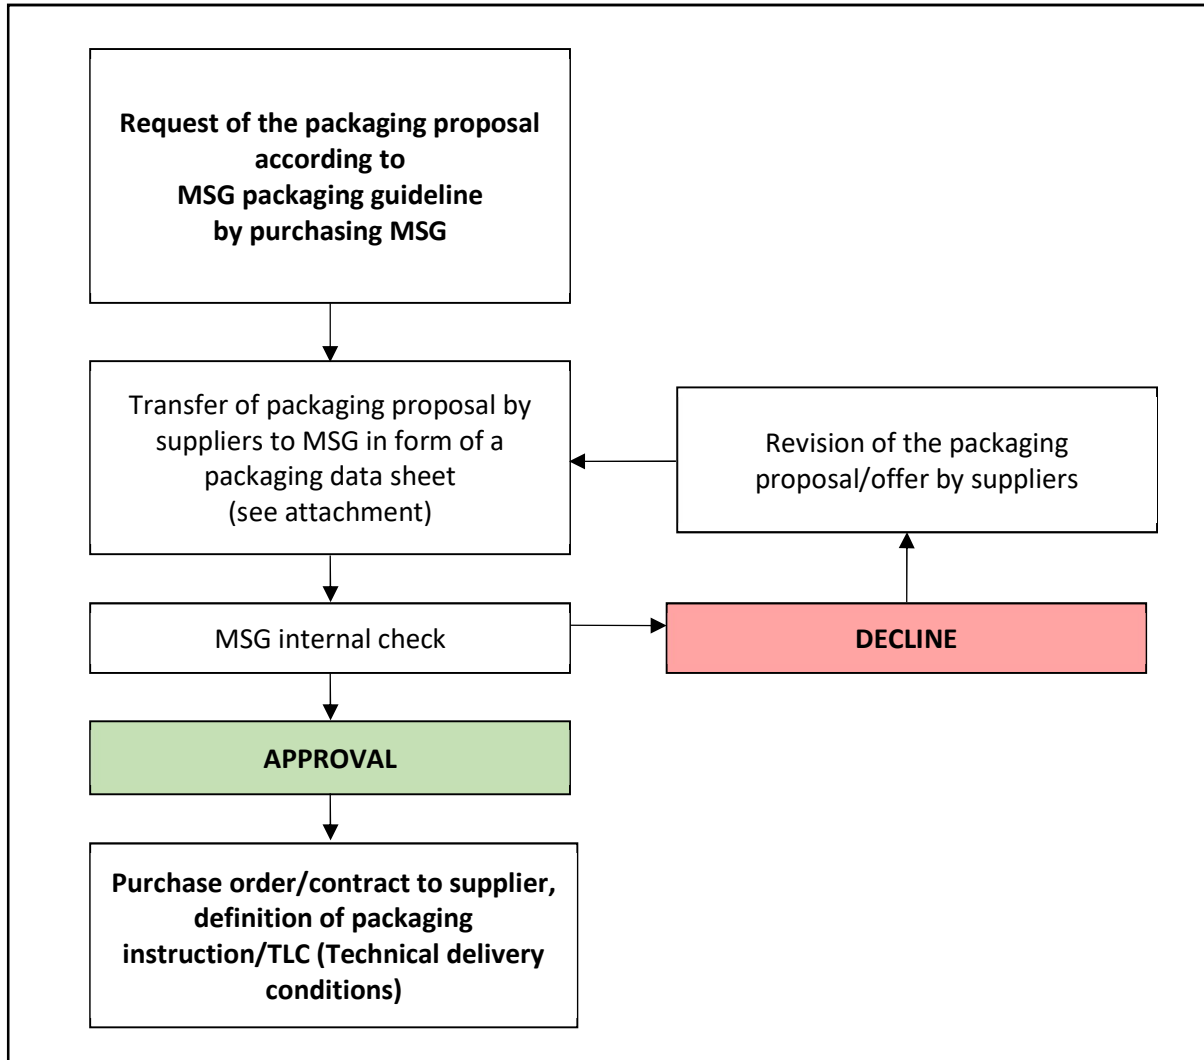 Request of the packaging proposal
according to
MSG packaging guideline
by purchasing MSG
Transfer of packaging proposal by
suppliers to MSG in form of a
packaging data sheet
(see attachment)
Revision of the packaging
proposal/offer by suppliers
MSG internal check
DECLINE
APPROVAL
Purchase order/contract to supplier,
definition of packaging
instruction/TLC (Technical delivery
conditions)